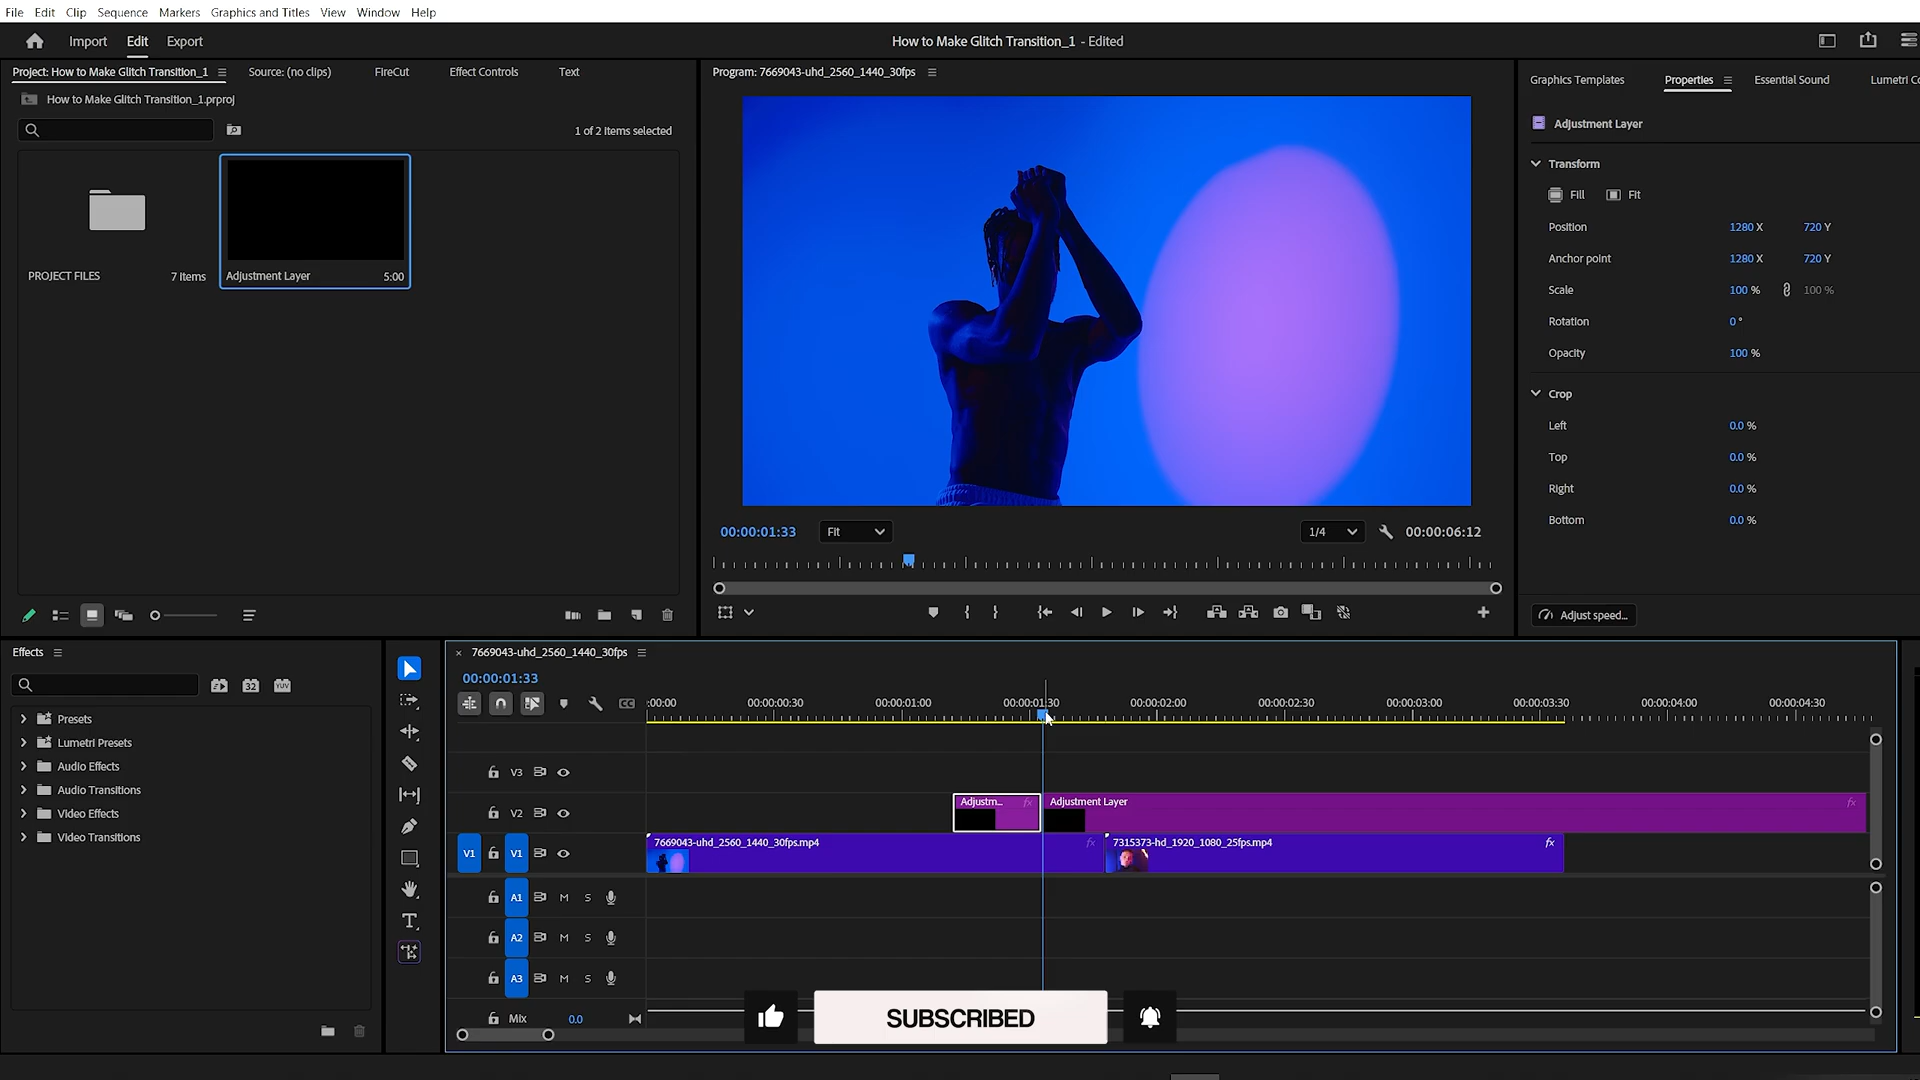 File Edit Clip Sequence Markers Graphics and Titles View Window Help
Import Edit Export
How to Make Glitch Transition_1 - Edited
Project: How to Make Glitch Transition_1 Source: (no clips) FireCut Effect Controls Text
How to Make Glitch Transition_1.prproj
1 of 2 items selected
PROJECT FILES 7 items
Adjustment Layer 5:00
Program: 7669043-uhd_2560_1440_30fps
00:00:01:33 Fit 1/4 00:00:06:12
Graphics Templates Properties Essential Sound Lumetri Co
Adjustment Layer
Transform
Fill Fit
Position 1280 X 720 Y
Anchor point 1280 X 720 Y
Scale 100 % 100 %
Rotation 0 °
Opacity 100 %
Crop
Left 0.0 %
Top 0.0 %
Right 0.0 %
Bottom 0.0 %
Adjust speed...
Effects
32 YUV
Presets
Lumetri Presets
Audio Effects
Audio Transitions
Video Effects
Video Transitions
7669043-uhd_2560_1440_30fps
00:00:01:33
CC
:00:00 00:00:00:30 00:00:01:00 00:00:01:30 00:00:02:00 00:00:02:30 00:00:03:00 00:00:03:30 00:00:04:00 00:00:04:30
V3
V2 Adjustm... fx Adjustment Layer fx
V1 V1 7669043-uhd_2560_1440_30fps.mp4 fx 7315373-hd_1920_1080_25fps.mp4 fx
A1 M S
A2 M S
A3 M S
Mix 0.0
SUBSCRIBED